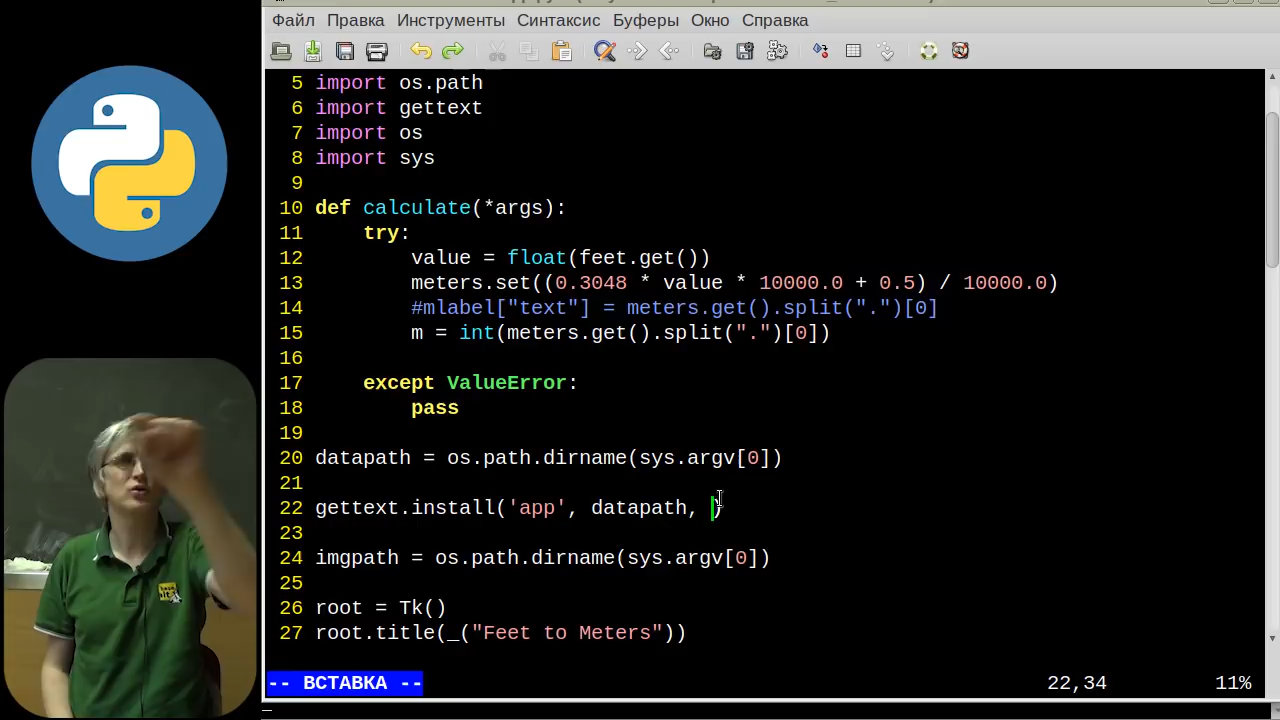 Файл Правка Инструменты Синтаксис Буферы Окно Справка
5 import os.path
6 import gettext
7 import os
8 import sys
9
10 def calculate(*args):
11     try:
12         value = float(feet.get())
13         meters.set((0.3048 * value * 10000.0 + 0.5) / 10000.0)
14         #mlabel["text"] = meters.get().split(".")[0]
15         m = int(meters.get().split(".")[0])
16
17     except ValueError:
18         pass
19
20 datapath = os.path.dirname(sys.argv[0])
21
22 gettext.install('app', datapath, )
23
24 imgpath = os.path.dirname(sys.argv[0])
25
26 root = Tk()
27 root.title(_("Feet to Meters"))
-- ВСТАВКА -- 22,34 11%